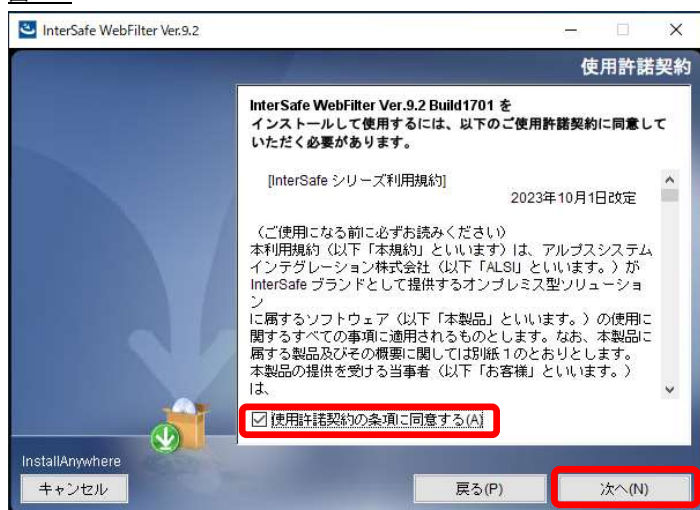 InterSafe WebFilter Ver.9.2
使用許諾契約
InterSafe WebFilter Ver.9.2 Build1701 を
インストールして使用するには、以下のご使用許諾契約に同意して
いただく必要があります。
[InterSafe シリーズ利用規約]
2023年10月1日改定
（ご使用になる前に必ずお読みください）
本利用規約（以下「本規約」といいます）は、アルプスシステム
インテグレーション株式会社（以下「ALSI」といいます。）が
InterSafe ブランドとして提供するオンプレミス型ソリューショ
ン
に属するソフトウェア（以下「本製品」といいます。）の使用に
関するすべての事項に適用されるものとします。なお、本製品に
属する製品及びその概要に関しては別紙１のとおりとします。
本製品の提供を受ける当事者（以下「お客様」といいます。）
は、
使用許諾契約の条項に同意する(A)
InstallAnywhere
キャンセル
戻る(P)
次へ(N)